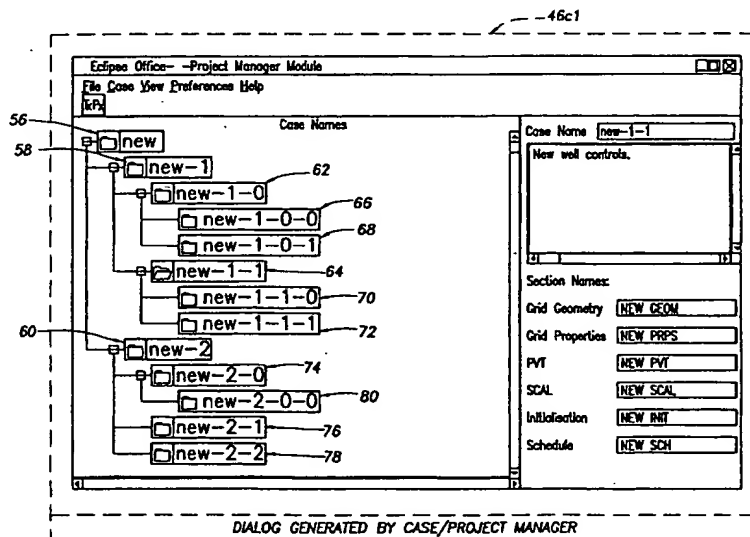 46c1
Eclipse Office- -Project Manager Module
File Case View Preferences Help
TkPx
Case Names
56
new
58
new-1
62
new-1-0
66
new-1-0-0
68
new-1-0-1
new-1-1
64
new-1-1-0
70
new-1-1-1
72
60
new-2
74
new-2-0
80
new-2-0-0
new-2-1
76
new-2-2
78
Case Name new-1-1
New well controls.
Section Names:
Grid Geometry NEW GEOM
Grid Properties NEW PRPS
PVT NEW PVT
SCAL NEW SCAL
Initialisation NEW INIT
Schedule NEW SCH
DIALOG GENERATED BY CASE/PROJECT MANAGER